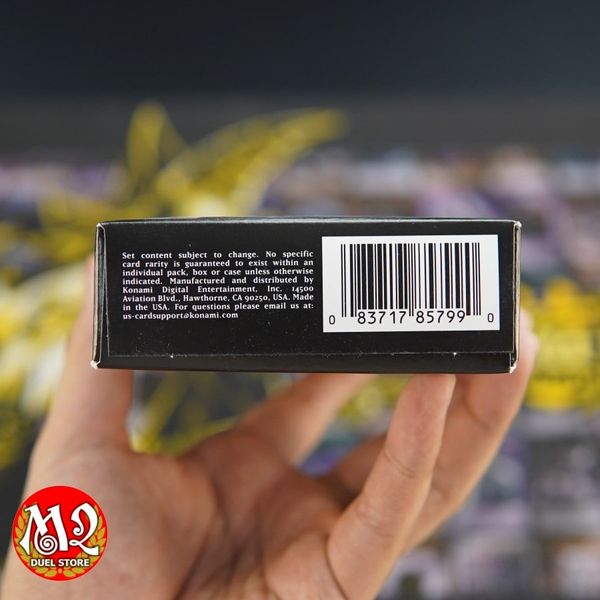 Set content subject to change. No specific
card rarity is guaranteed to exist within an
individual pack, box or case unless otherwise
indicated. Manufactured and distributed by
Konami Digital Entertainment, Inc. 14500
Aviation Blvd., Hawthorne, CA 90250, USA. Made
in the USA. For questions please email us at:
us-cardsupport@konami.com
0 83717 85799 0
M2
DUEL STORE